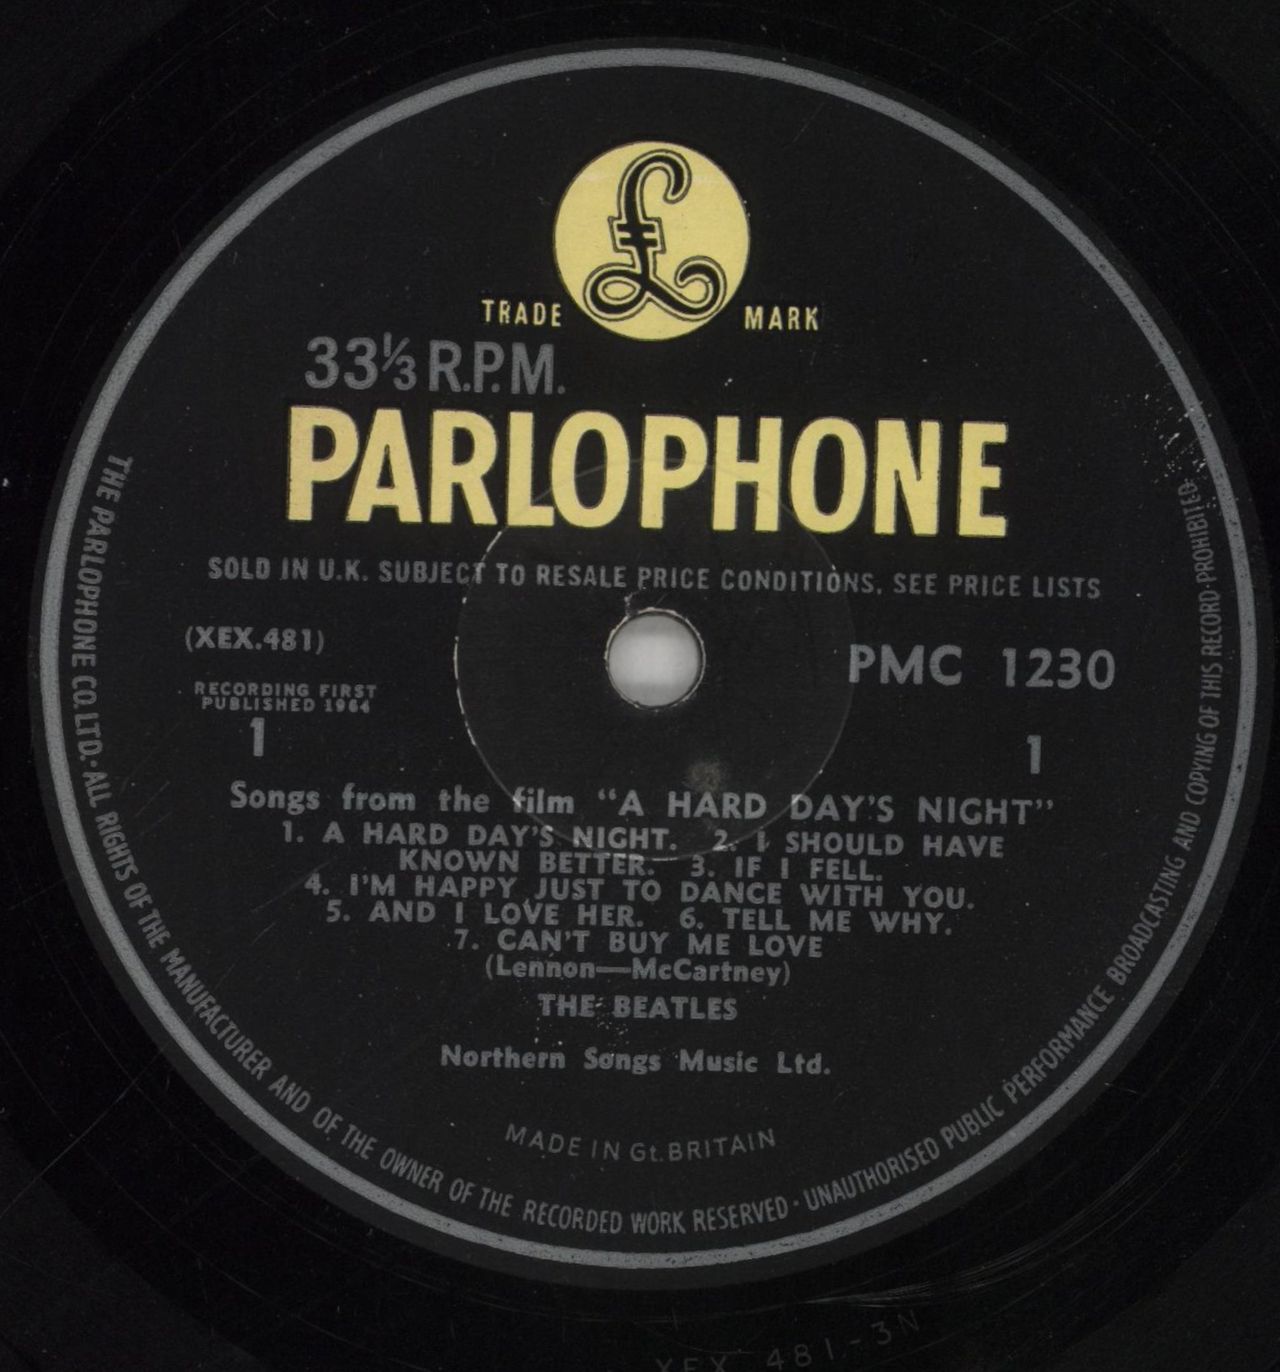 £
TRADE MARK
33⅓ R.P.M.
PARLOPHONE
SOLD IN U.K. SUBJECT TO RESALE PRICE CONDITIONS. SEE PRICE LISTS
(XEX.481)
PMC 1230
RECORDING FIRST
PUBLISHED 1964
1
1
Songs from the film "A HARD DAY'S NIGHT"
1. A HARD DAY'S NIGHT. 2. I SHOULD HAVE
KNOWN BETTER. 3. IF I FELL.
4. I'M HAPPY JUST TO DANCE WITH YOU.
5. AND I LOVE HER. 6. TELL ME WHY.
7. CAN'T BUY ME LOVE
(Lennon—McCartney)
THE BEATLES
Northern Songs Music Ltd.
MADE IN Gt. BRITAIN
THE PARLOPHONE CO. LTD. · ALL RIGHTS OF THE MANUFACTURER AND OF THE OWNER OF THE RECORDED WORK RESERVED · UNAUTHORISED PUBLIC PERFORMANCE BROADCASTING AND COPYING OF THIS RECORD PROHIBITED
XEX 481-3N